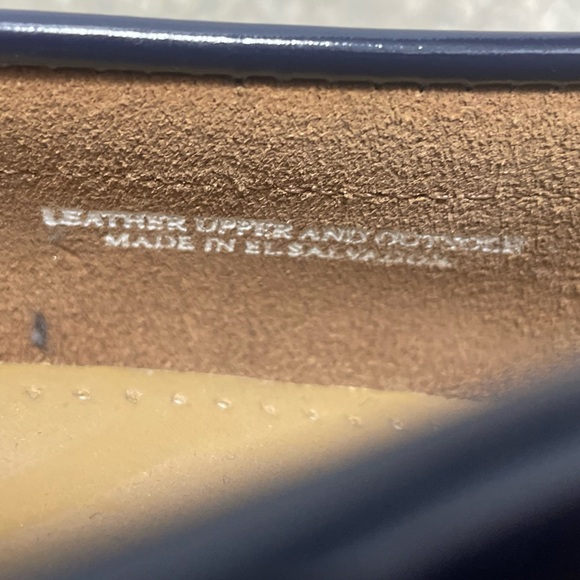 LEATHER UPPER AND OUTSOLE
MADE IN EL SALVADOR